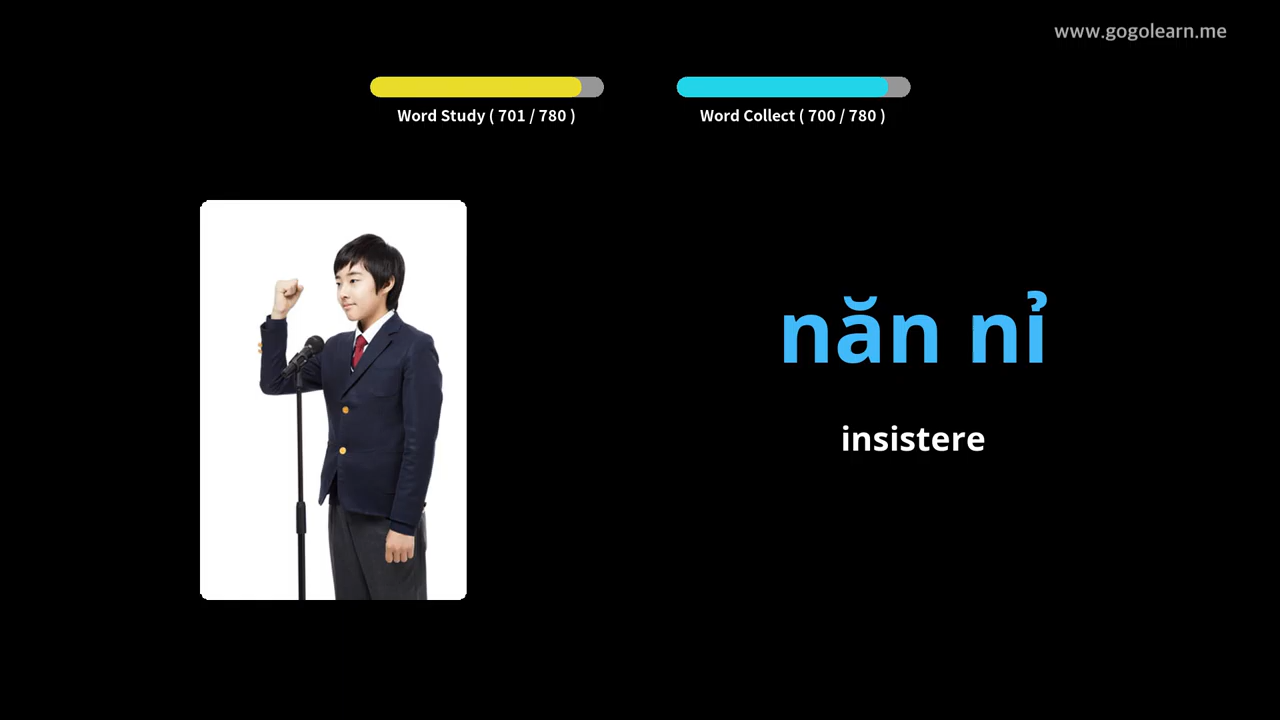 www.gogolearn.me
Word Study ( 701 / 780 )
Word Collect ( 700 / 780 )
năn nỉ
insistere